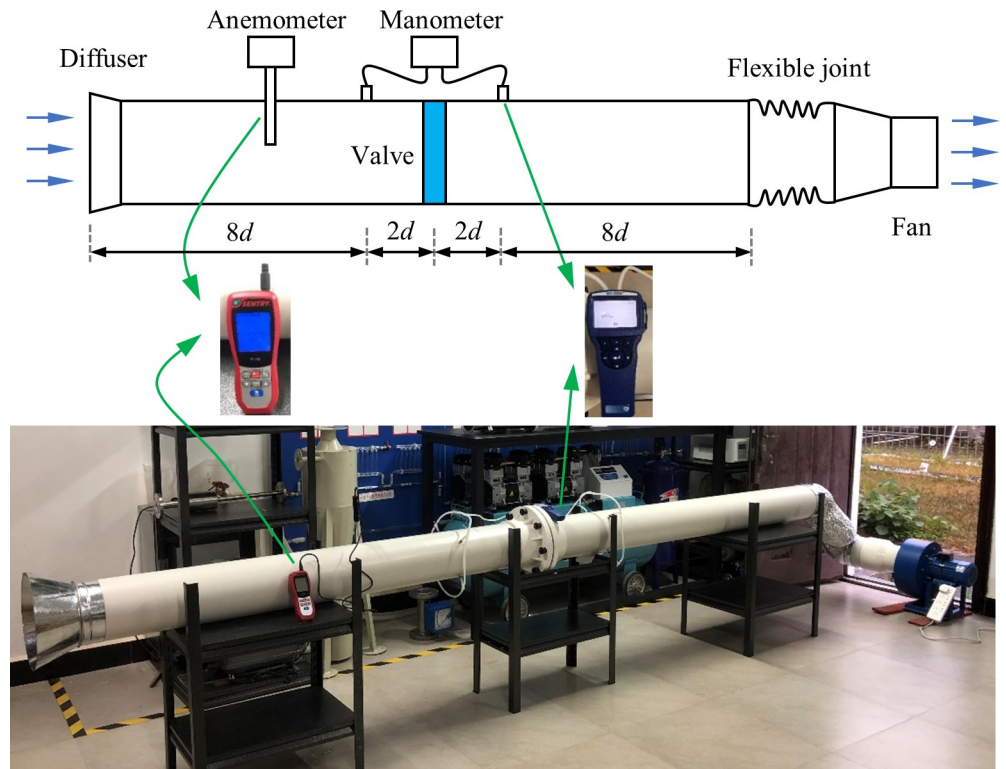 Anemometer
Manometer
Diffuser
Flexible joint
Valve
Fan
8d
2d
2d
8d
SENTRY